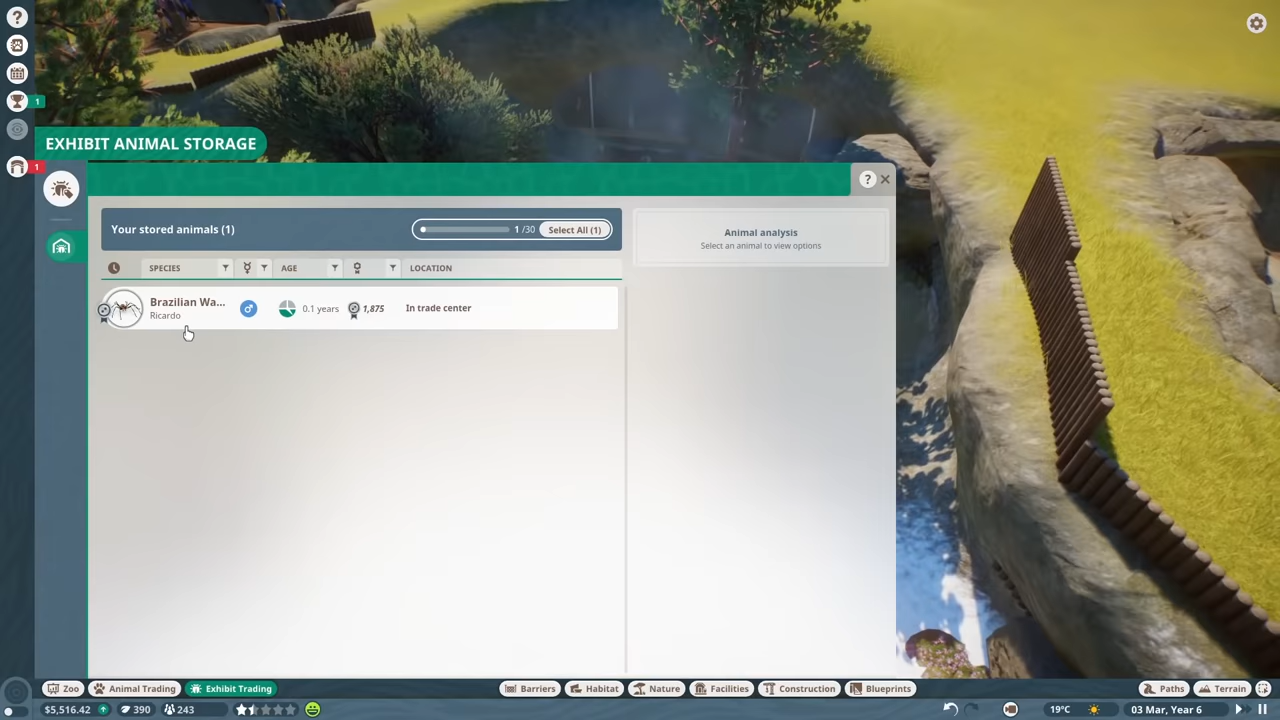 1
EXHIBIT ANIMAL STORAGE
1
Your stored animals (1)
1 /30
Select All (1)
Animal analysis
Select an animal to view options
SPECIES
AGE
LOCATION
Brazilian Wa...
Ricardo
0.1 years
1,875
In trade center
Zoo
Animal Trading
Exhibit Trading
Barriers
Habitat
Nature
Facilities
Construction
Blueprints
Paths
Terrain
$5,516.42
390
243
19°C
03 Mar, Year 6